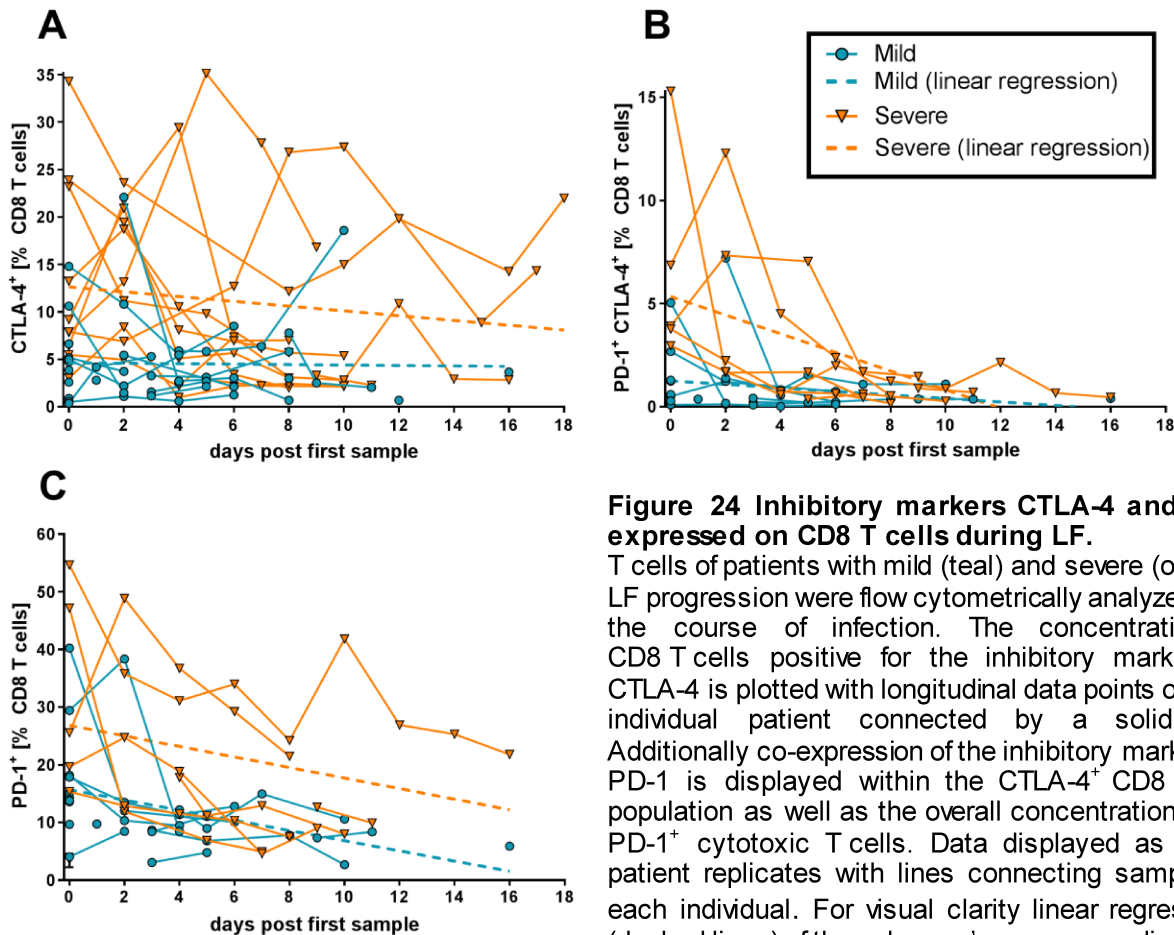 A
B
35
30
25
20
15
10
5
0
0 2 4 6 8 10 12 14 16 18
CTLA-4+ [% CD8 T cells]
days post first sample
15
10
5
0
0 2 4 6 8 10 12 14 16 18
PD-1+ CTLA-4+ [% CD8 T cells]
days post first sample
Mild
Mild (linear regression)
Severe
Severe (linear regression)
C
60
50
40
30
20
10
0
0 2 4 6 8 10 12 14 16 18
PD-1+ [% CD8 T cells]
days post first sample
Figure 24 Inhibitory markers CTLA-4 and
expressed on CD8 T cells during LF.
T cells of patients with mild (teal) and severe (o
LF progression were flow cytometrically analyze
the course of infection. The concentrati
CD8 T cells positive for the inhibitory mark
CTLA-4 is plotted with longitudinal data points o
individual patient connected by a solid
Additionally co-expression of the inhibitory mark
PD-1 is displayed within the CTLA-4+ CD8
population as well as the overall concentration
PD-1+ cytotoxic T cells. Data displayed as
patient replicates with lines connecting samp
each individual. For visual clarity linear regres